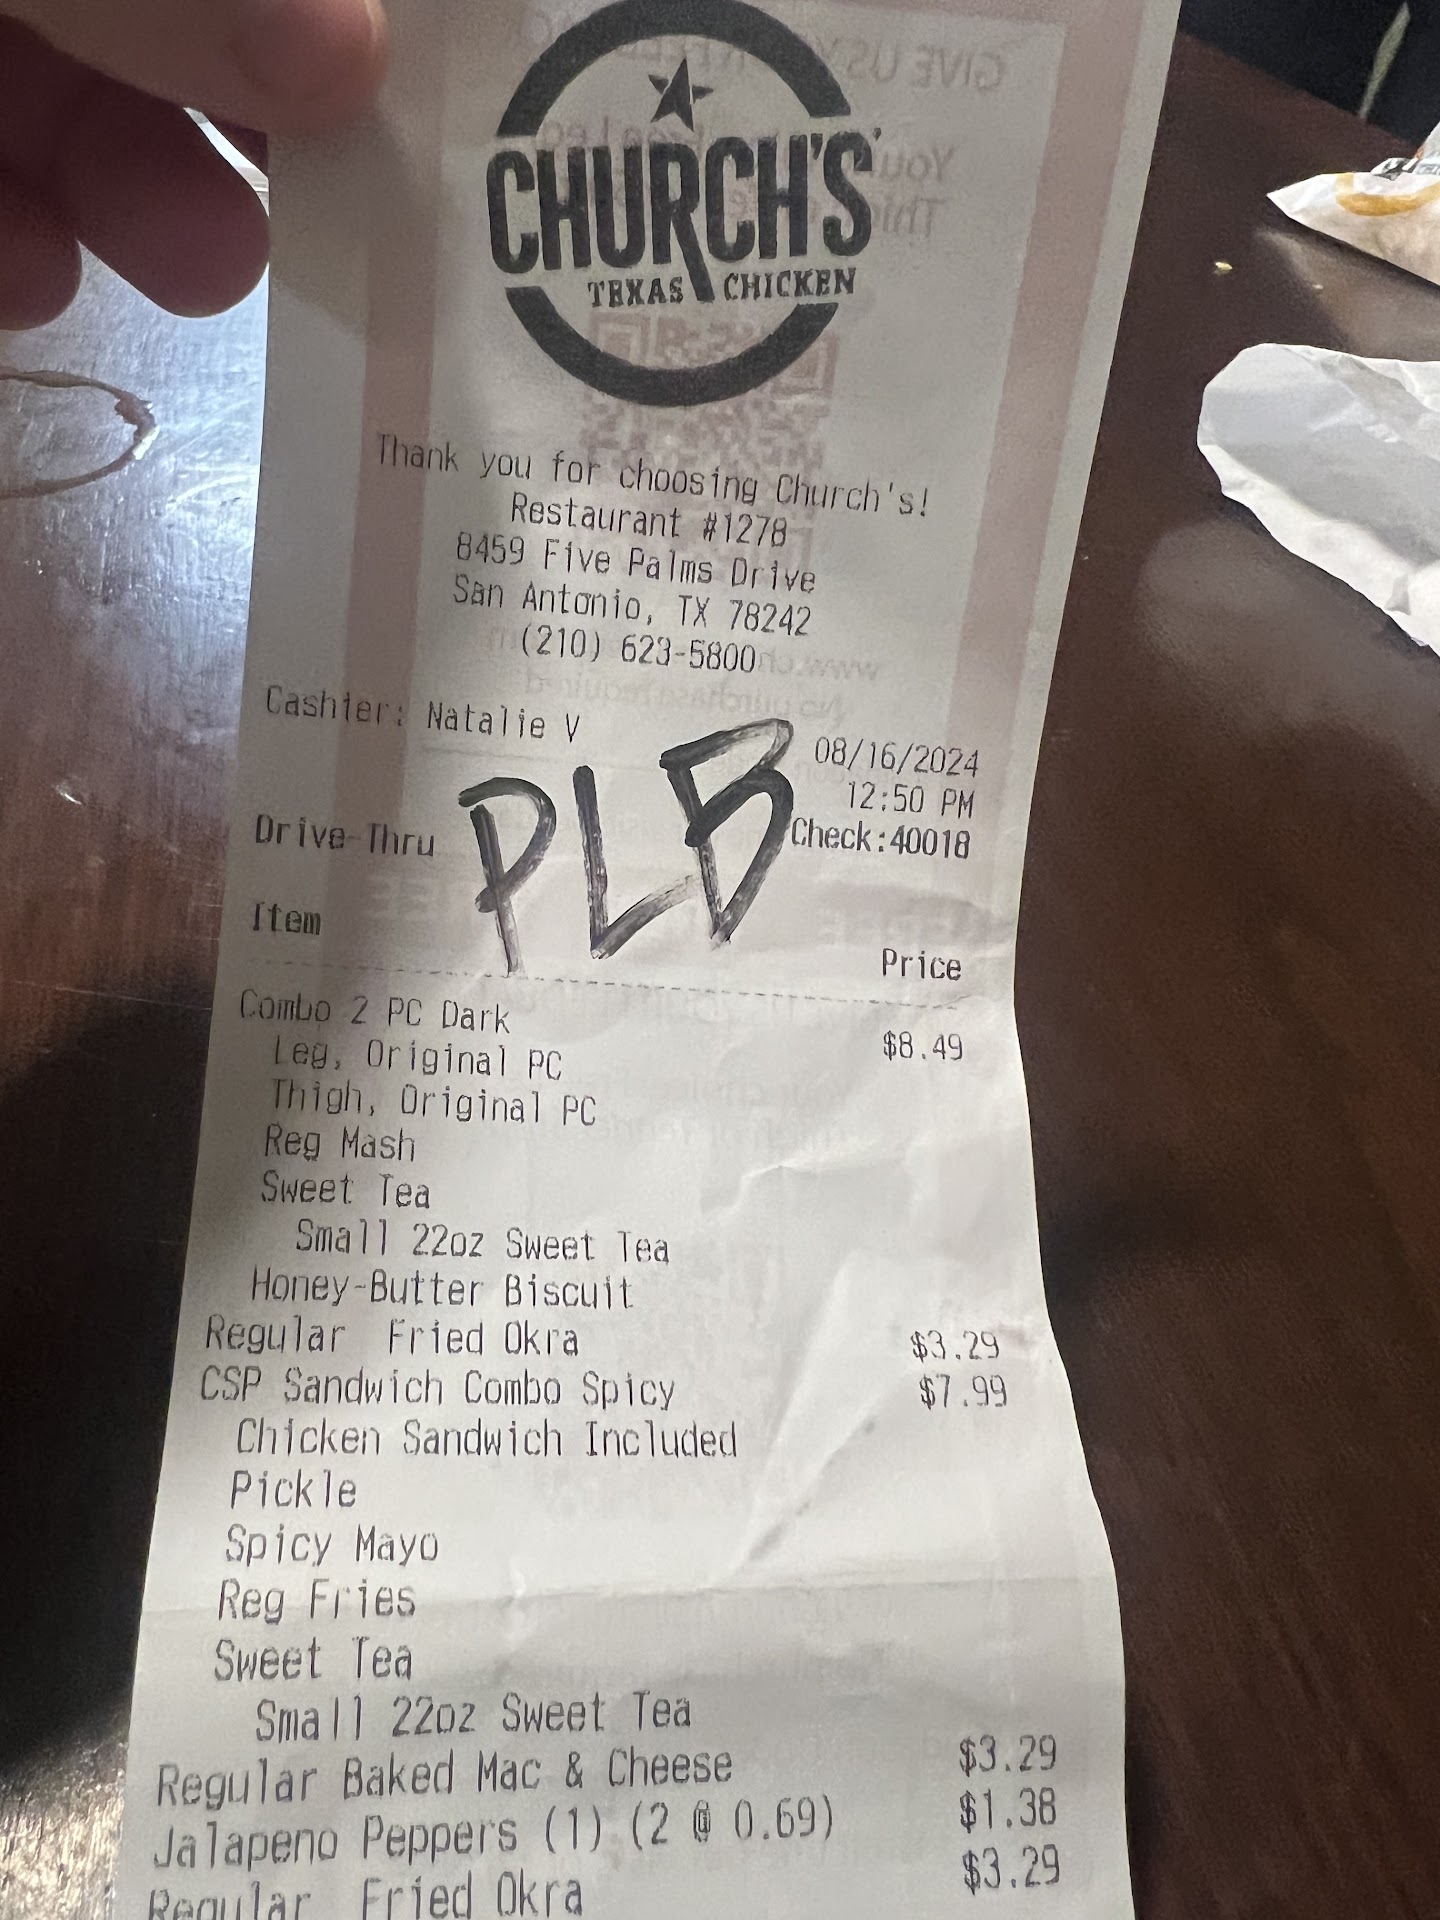 CHURCH'S
TEXAS CHICKEN
Thank you for choosing Church's!
Restaurant #1278
8459 Five Palms Drive
San Antonio, TX 78242
(210) 623-5800
Cashier: Natalie V
08/16/2024
12:50 PM
Drive-Thru PLB Check:40018
Item Price
Combo 2 PC Dark $8.49
Leg, Original PC
Thigh, Original PC
Reg Mash
Sweet Tea
Small 22oz Sweet Tea
Honey-Butter Biscuit
Regular Fried Okra $3.29
CSP Sandwich Combo Spicy $7.99
Chicken Sandwich Included
Pickle
Spicy Mayo
Reg Fries
Sweet Tea
Small 22oz Sweet Tea
Regular Baked Mac & Cheese $3.29
Jalapeno Peppers (1) (2 @ 0.69) $1.38
Regular Fried Okra $3.29